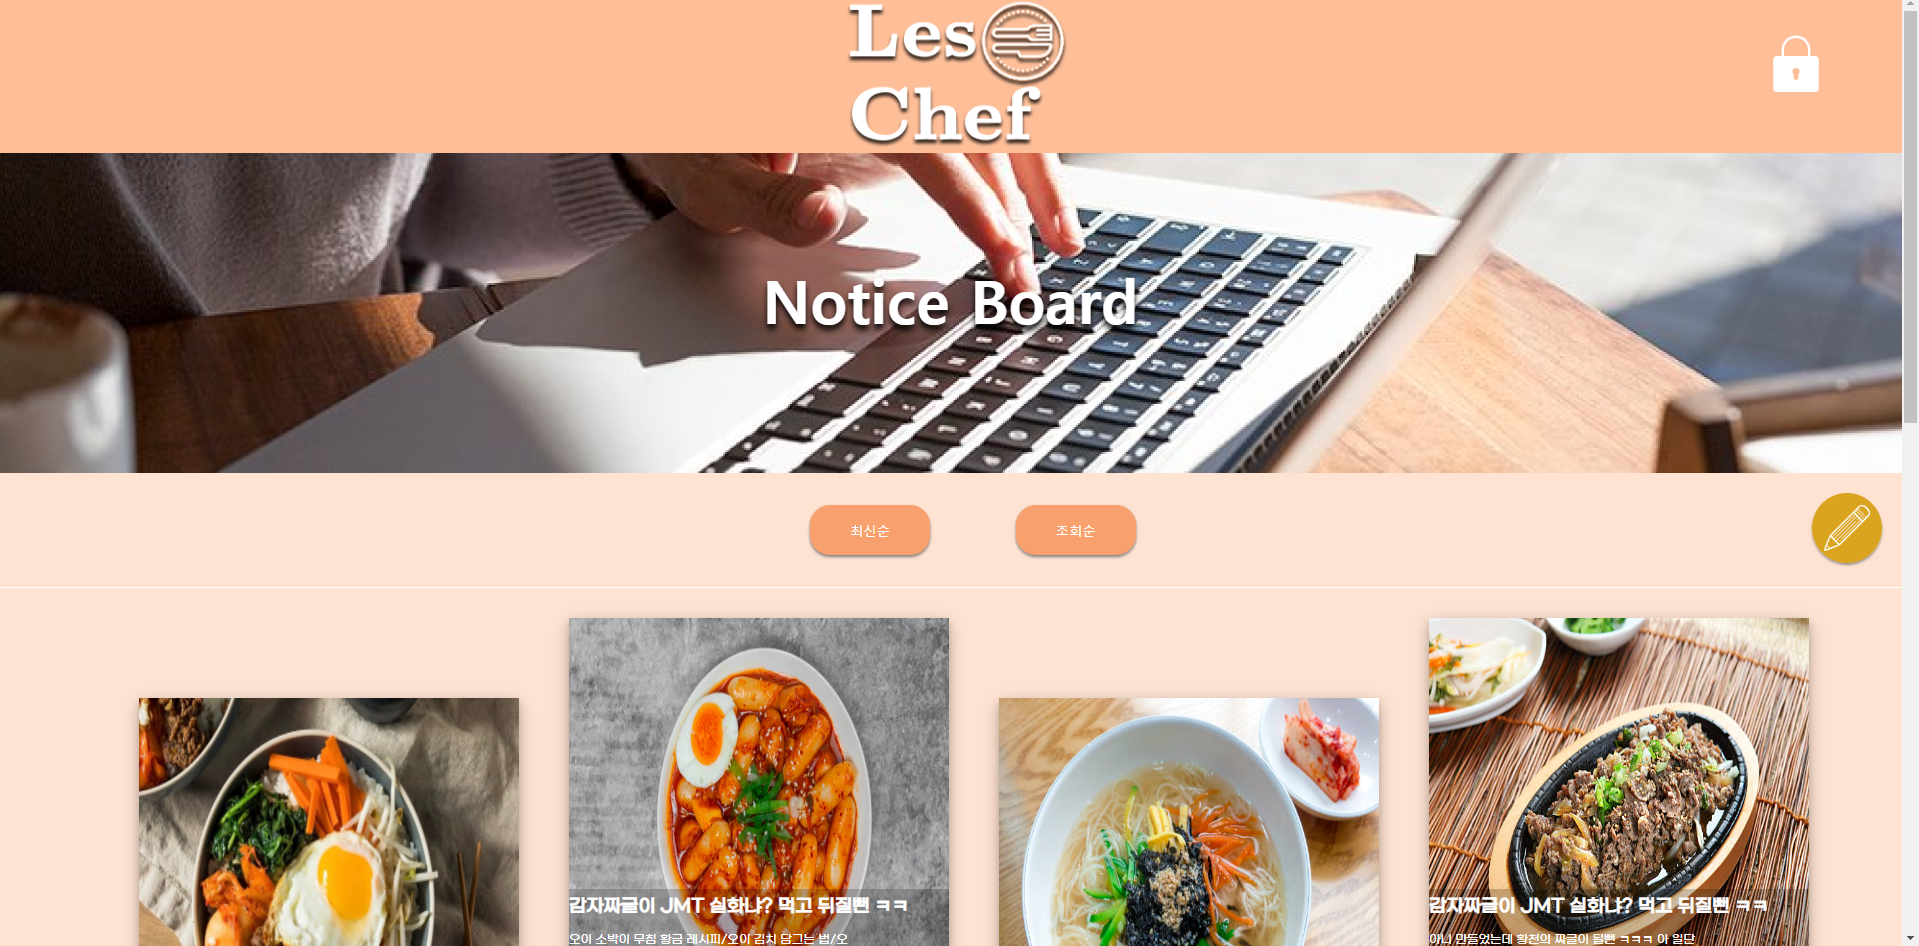 Les
Chef
Notice Board
최신순
조회순
감자짜글이 JMT 실화냐? 먹고 뒤질뻔 ㅋㅋ
오이 소박이 무침 황금 레시피/오이 김치 담그는 법/오
감자짜글이 JMT 실화냐? 먹고 뒤질뻔 ㅋㅋ
아니 만들었는데 황천의 짜글이 될뻔 ㅋㅋㅋ 아 일단